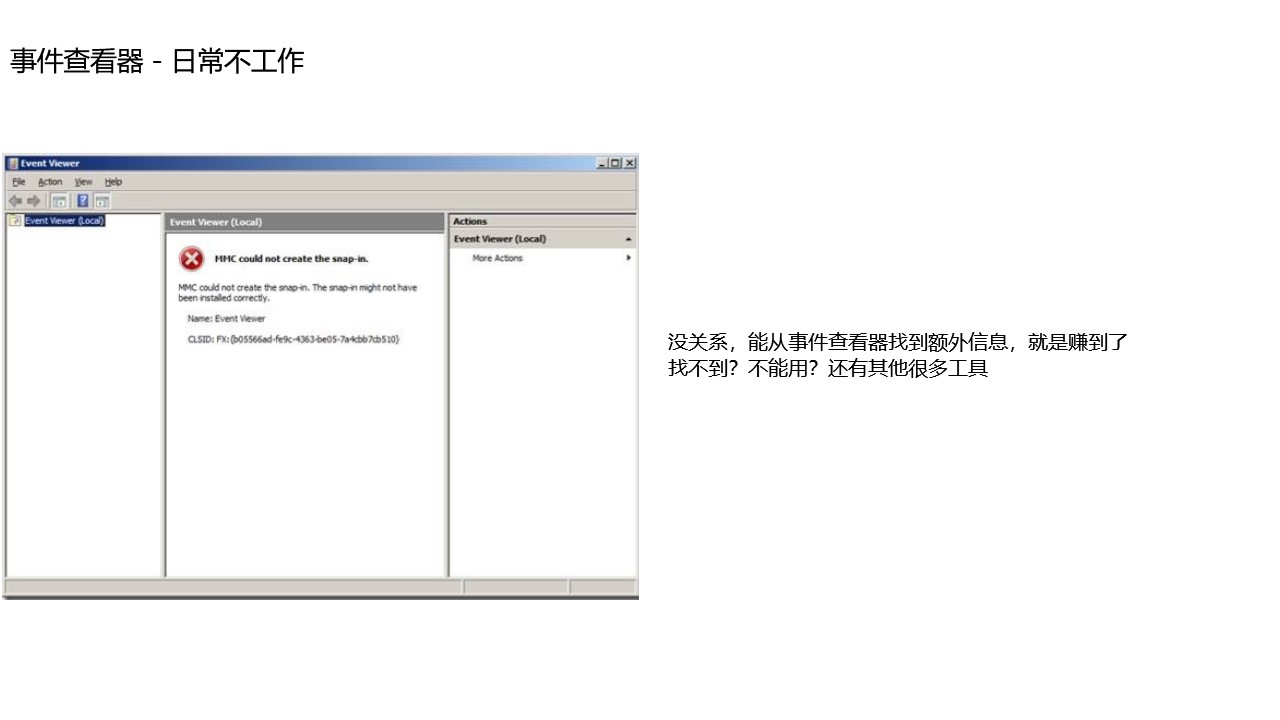 事件查看器 - 日常不工作
Event Viewer
File Action View Help
Event Viewer (Local)
Event Viewer (Local)
MMC could not create the snap-in.
MMC could not create the snap-in. The snap-in might not have
been installed correctly.
Name: Event Viewer
CLSID: FX:{b05566ad-fe9c-4363-be05-7a4cbb7cb510}
Actions
Event Viewer (Local)
More Actions
没关系，能从事件查看器找到额外信息，就是赚到了
找不到？不能用？还有其他很多工具